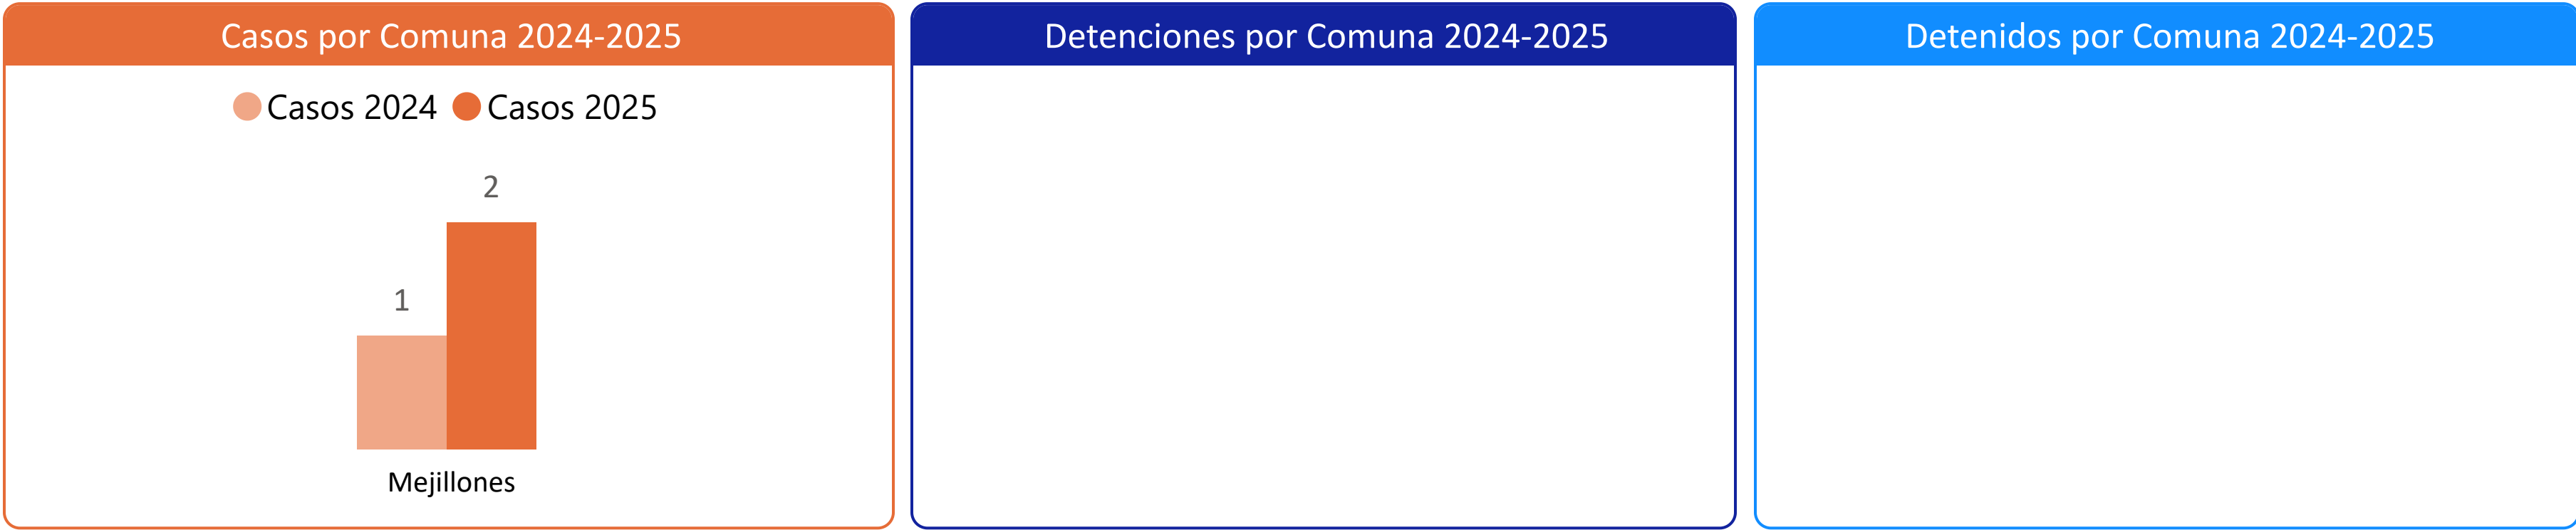 Casos por Comuna 2024-2025
Casos 2024 Casos 2025
2
1
Mejillones
Detenciones por Comuna 2024-2025
Detenidos por Comuna 2024-2025